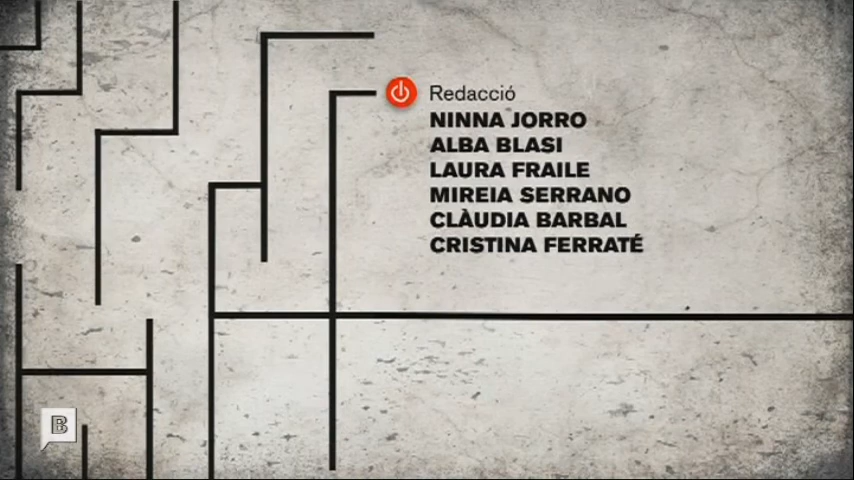 Redacció
NINNA JORRO
ALBA BLASI
LAURA FRAILE
MIREIA SERRANO
CLÀUDIA BARBAL
CRISTINA FERRATÉ
B